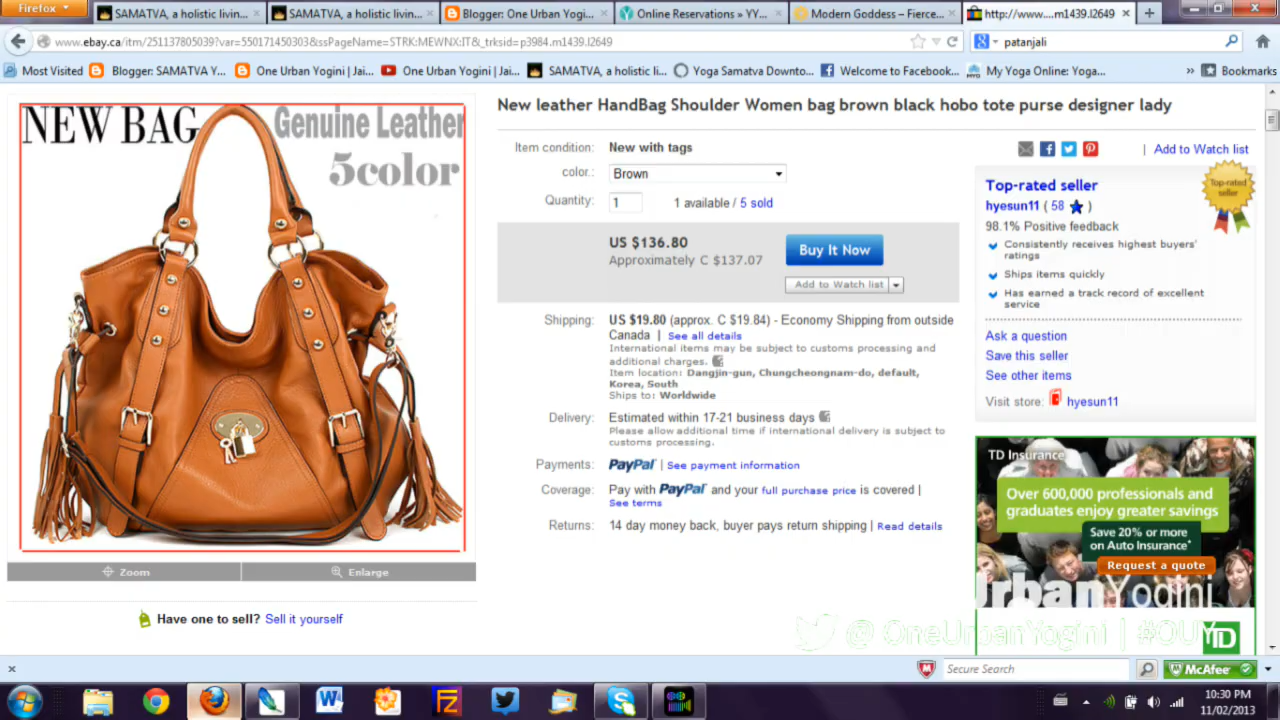 Firefox
SAMATVA, a holistic livin...
SAMATVA, a holistic livin...
Blogger: One Urban Yogi...
Online Reservations » YY...
Modern Goddess – Fierce...
http://www....m1439.l2649
www.ebay.ca/itm/251137805039?var=550171450303&ssPageName=STRK:MEWNX:IT&_trksid=p3984.m1439.l2649
patanjali
Most Visited
Blogger: SAMATVA Y...
One Urban Yogini | Jai...
One Urban Yogini | Jai...
SAMATVA, a holistic li...
Yoga Samatva Downto...
Welcome to Facebook...
My Yoga Online: Yoga...
»
Bookmarks
NEW BAG
Genuine Leather
5color
Zoom
Enlarge
Have one to sell? Sell it yourself
New leather HandBag Shoulder Women bag brown black hobo tote purse designer lady
Item condition: New with tags
color.: Brown
Quantity: 1 1 available / 5 sold
US $136.80
Approximately C $137.07
Buy It Now
Add to Watch list
Shipping: US $19.80 (approx. C $19.84) - Economy Shipping from outside
Canada | See all details
International items may be subject to customs processing and
additional charges.
Item location: Dangjin-gun, Chungcheongnam-do, default,
Korea, South
Ships to: Worldwide
Delivery: Estimated within 17-21 business days
Please allow additional time if international delivery is subject to
customs processing.
Payments: PayPal | See payment information
Coverage: Pay with PayPal and your full purchase price is covered |
See terms
Returns: 14 day money back, buyer pays return shipping | Read details
| Add to Watch list
Top-rated seller
hyesun11 ( 58 )
98.1% Positive feedback
Top-rated
seller
Consistently receives highest buyers'
ratings
Ships items quickly
Has earned a track record of excellent
service
Ask a question
Save this seller
See other items
Visit store: hyesun11
TD Insurance
Over 600,000 professionals and
graduates enjoy greater savings
Save 20% or more
on Auto Insurance*
Request a quote
UrbanYogini
@ OneUrbanYogini | #OUY
TD
Secure Search
McAfee
10:30 PM
11/02/2013